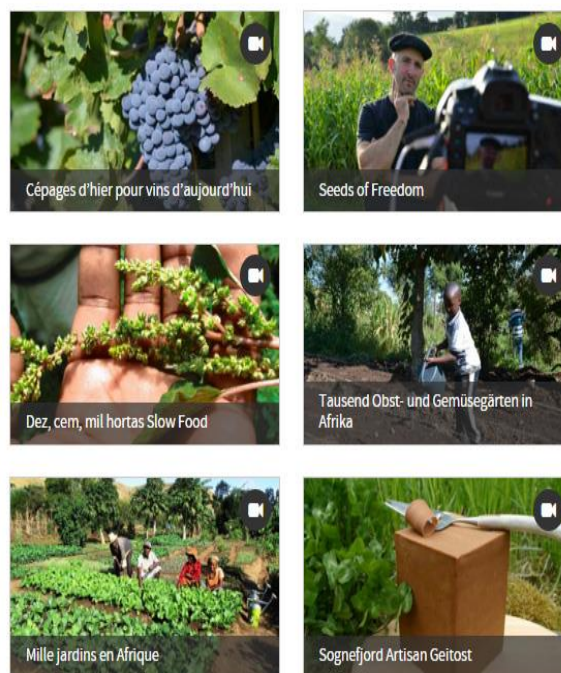 Cépages d'hier pour vins d'aujourd'hui
Seeds of Freedom
Dez, cem, mil hortas Slow Food
Tausend Obst- und Gemüsegärten in
Afrika
Mille jardins en Afrique
Sognefjord Artisan Geitost